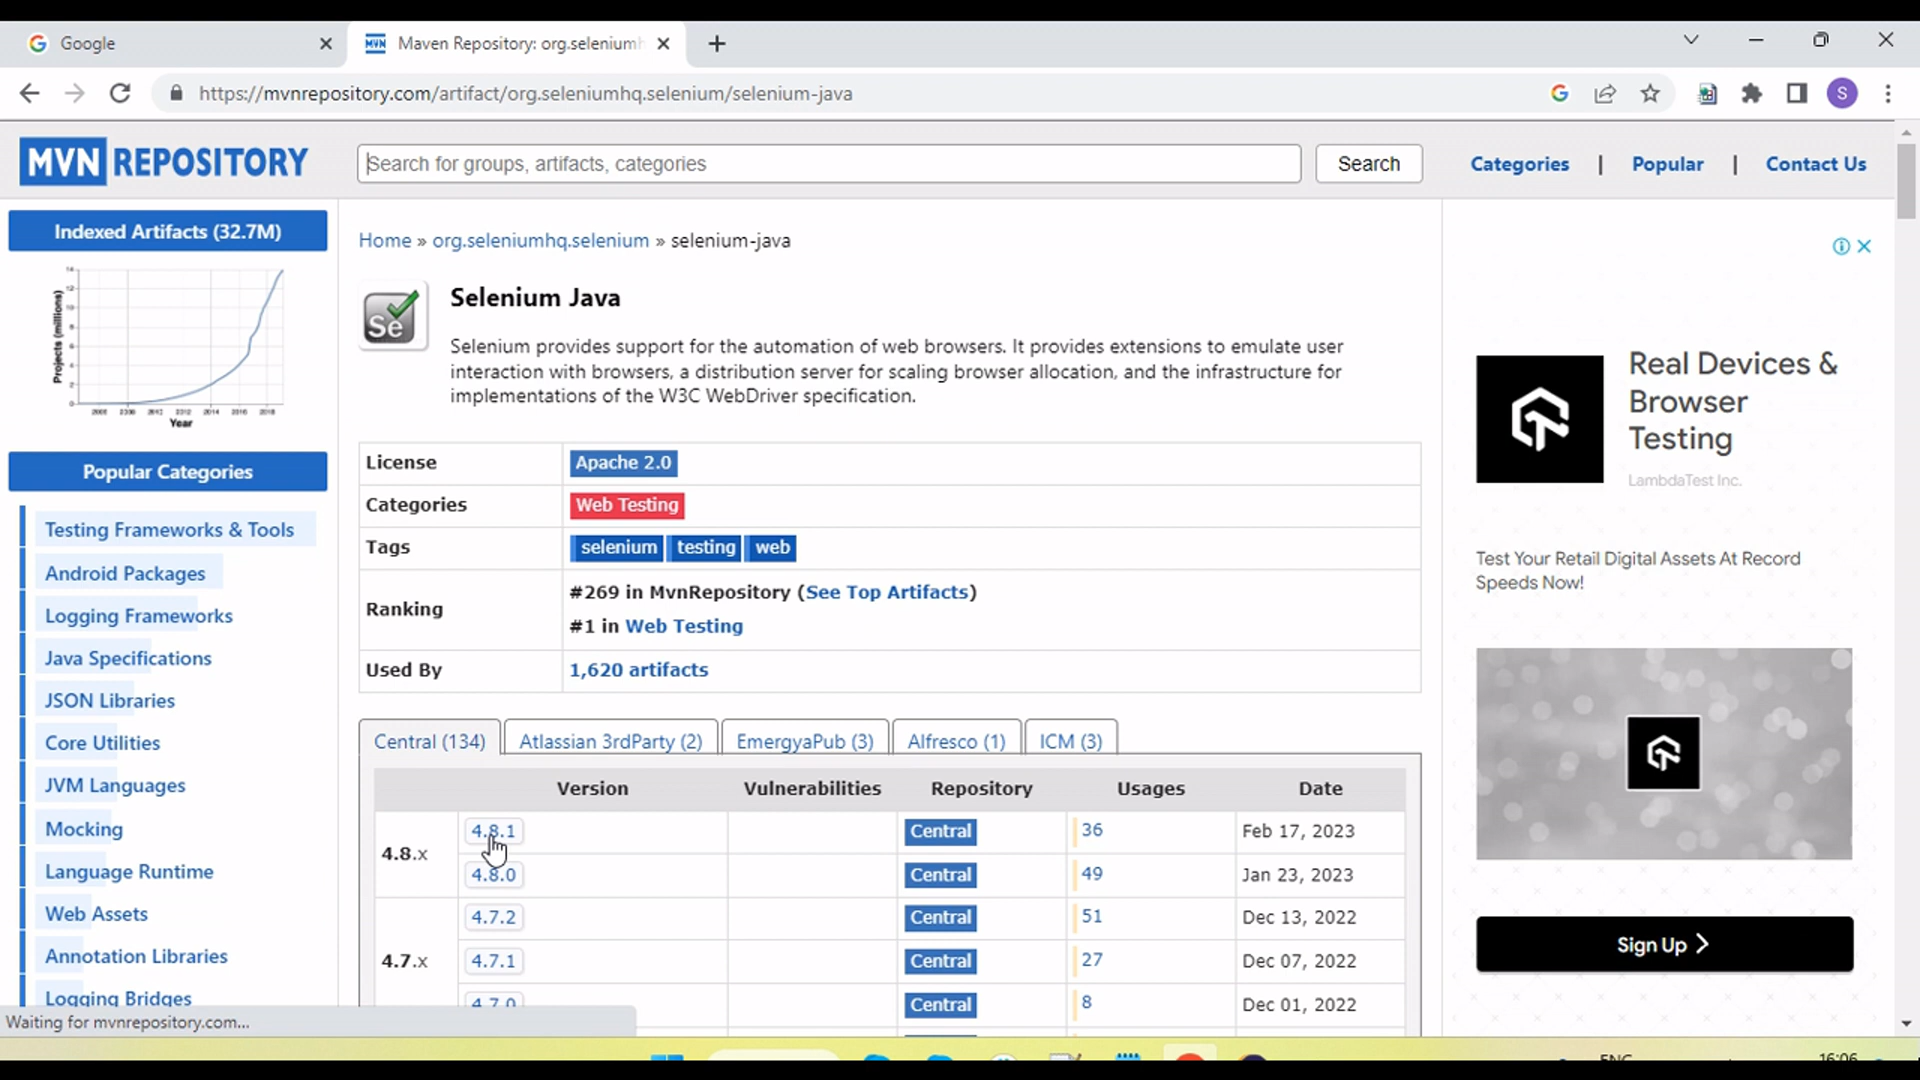 Google
Maven Repository: org.seleniumh
https://mvnrepository.com/artifact/org.seleniumhq.selenium/selenium-java
S
MVN REPOSITORY
Search for groups, artifacts, categories
Search
Categories | Popular | Contact Us
Indexed Artifacts (32.7M)
Projects (millions)
Year
Popular Categories
Testing Frameworks & Tools
Android Packages
Logging Frameworks
Java Specifications
JSON Libraries
Core Utilities
JVM Languages
Mocking
Language Runtime
Web Assets
Annotation Libraries
Logging Bridges
Waiting for mvnrepository.com...
Home » org.seleniumhq.selenium » selenium-java
Se
Selenium Java
Selenium provides support for the automation of web browsers. It provides extensions to emulate user
interaction with browsers, a distribution server for scaling browser allocation, and the infrastructure for
implementations of the W3C WebDriver specification.
License Apache 2.0
Categories Web Testing
Tags selenium testing web
Ranking #269 in MvnRepository (See Top Artifacts)
#1 in Web Testing
Used By 1,620 artifacts
Central (134) Atlassian 3rdParty (2) EmergyaPub (3) Alfresco (1) ICM (3)
Version Vulnerabilities Repository Usages Date
4.8.x
4.8.1 Central 36 Feb 17, 2023
4.8.0 Central 49 Jan 23, 2023
4.7.x
4.7.2 Central 51 Dec 13, 2022
4.7.1 Central 27 Dec 07, 2022
4.7.0 Central 8 Dec 01, 2022
Real Devices &
Browser
Testing
LambdaTest Inc.
Test Your Retail Digital Assets At Record
Speeds Now!
Sign Up
ENG
16:06